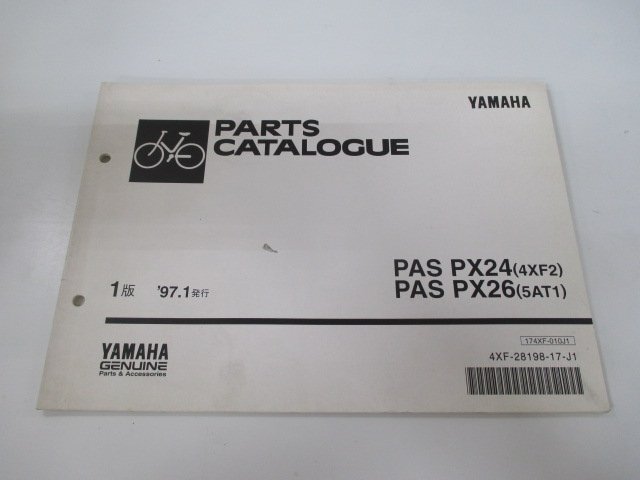 YAMAHA
PARTS
CATALOGUE
PAS PX24(4XF2)
PAS PX26(5AT1)
1版 '97.1発行
174XF-010J1
4XF-28198-17-J1
YAMAHA
GENUINE
Parts & Accessories